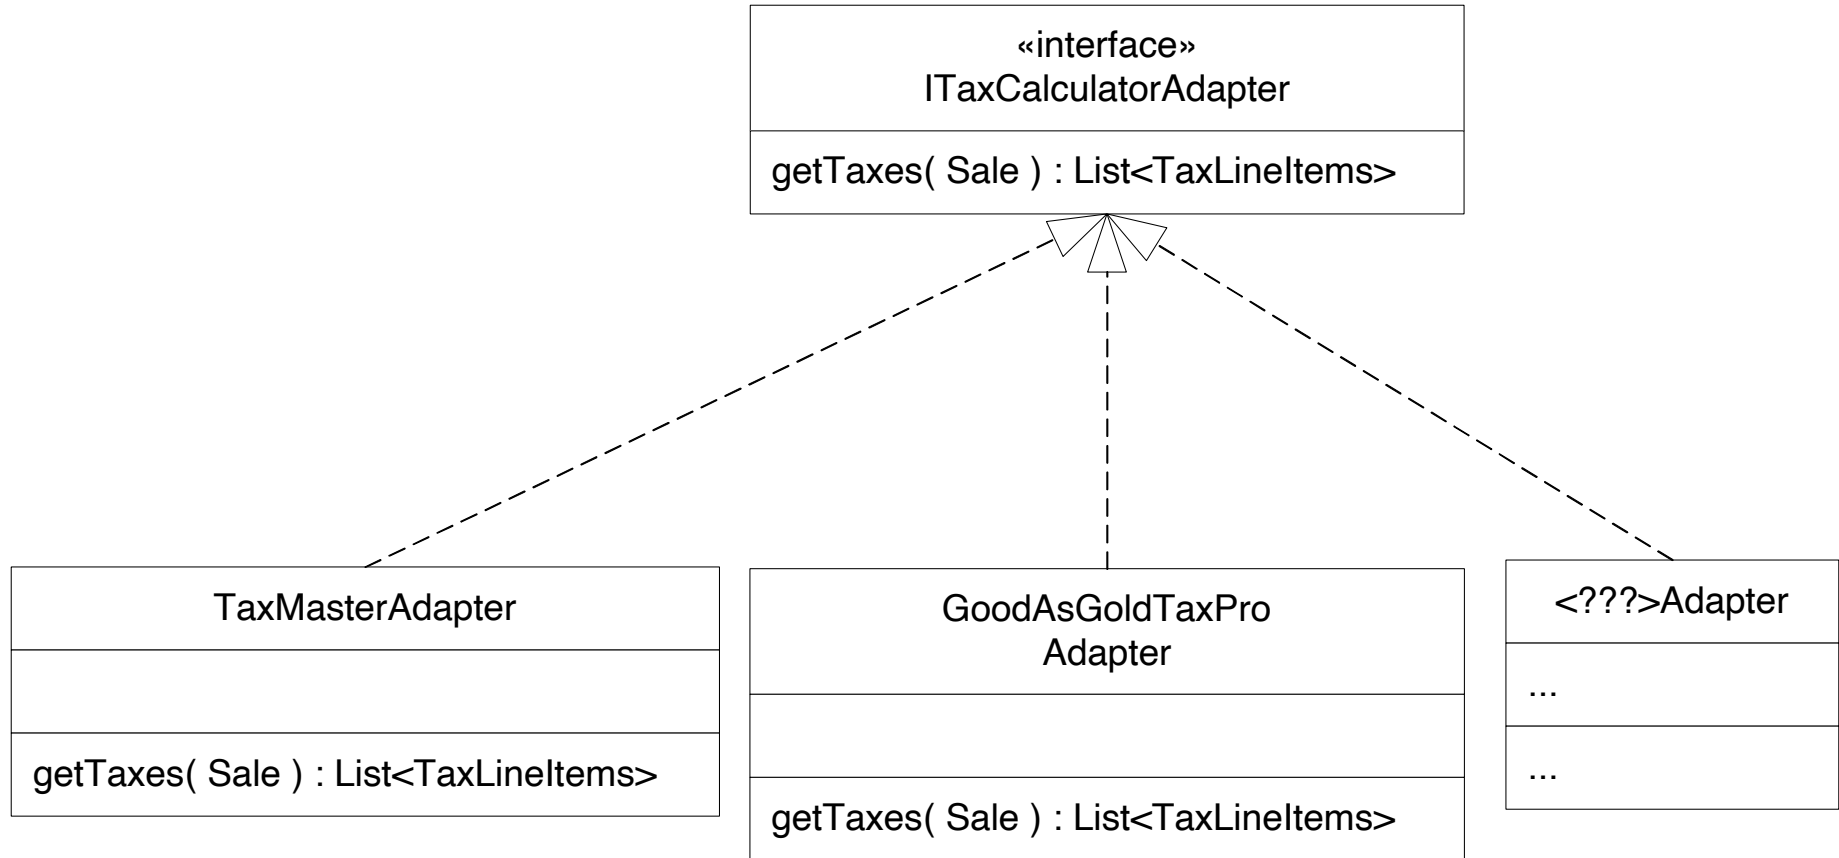 «interface»
ITaxCalculatorAdapter
getTaxes( Sale ) : List<TaxLineItems>
TaxMasterAdapter
getTaxes( Sale ) : List<TaxLineItems>
GoodAsGoldTaxPro
Adapter
getTaxes( Sale ) : List<TaxLineItems>
<???>Adapter
...
...